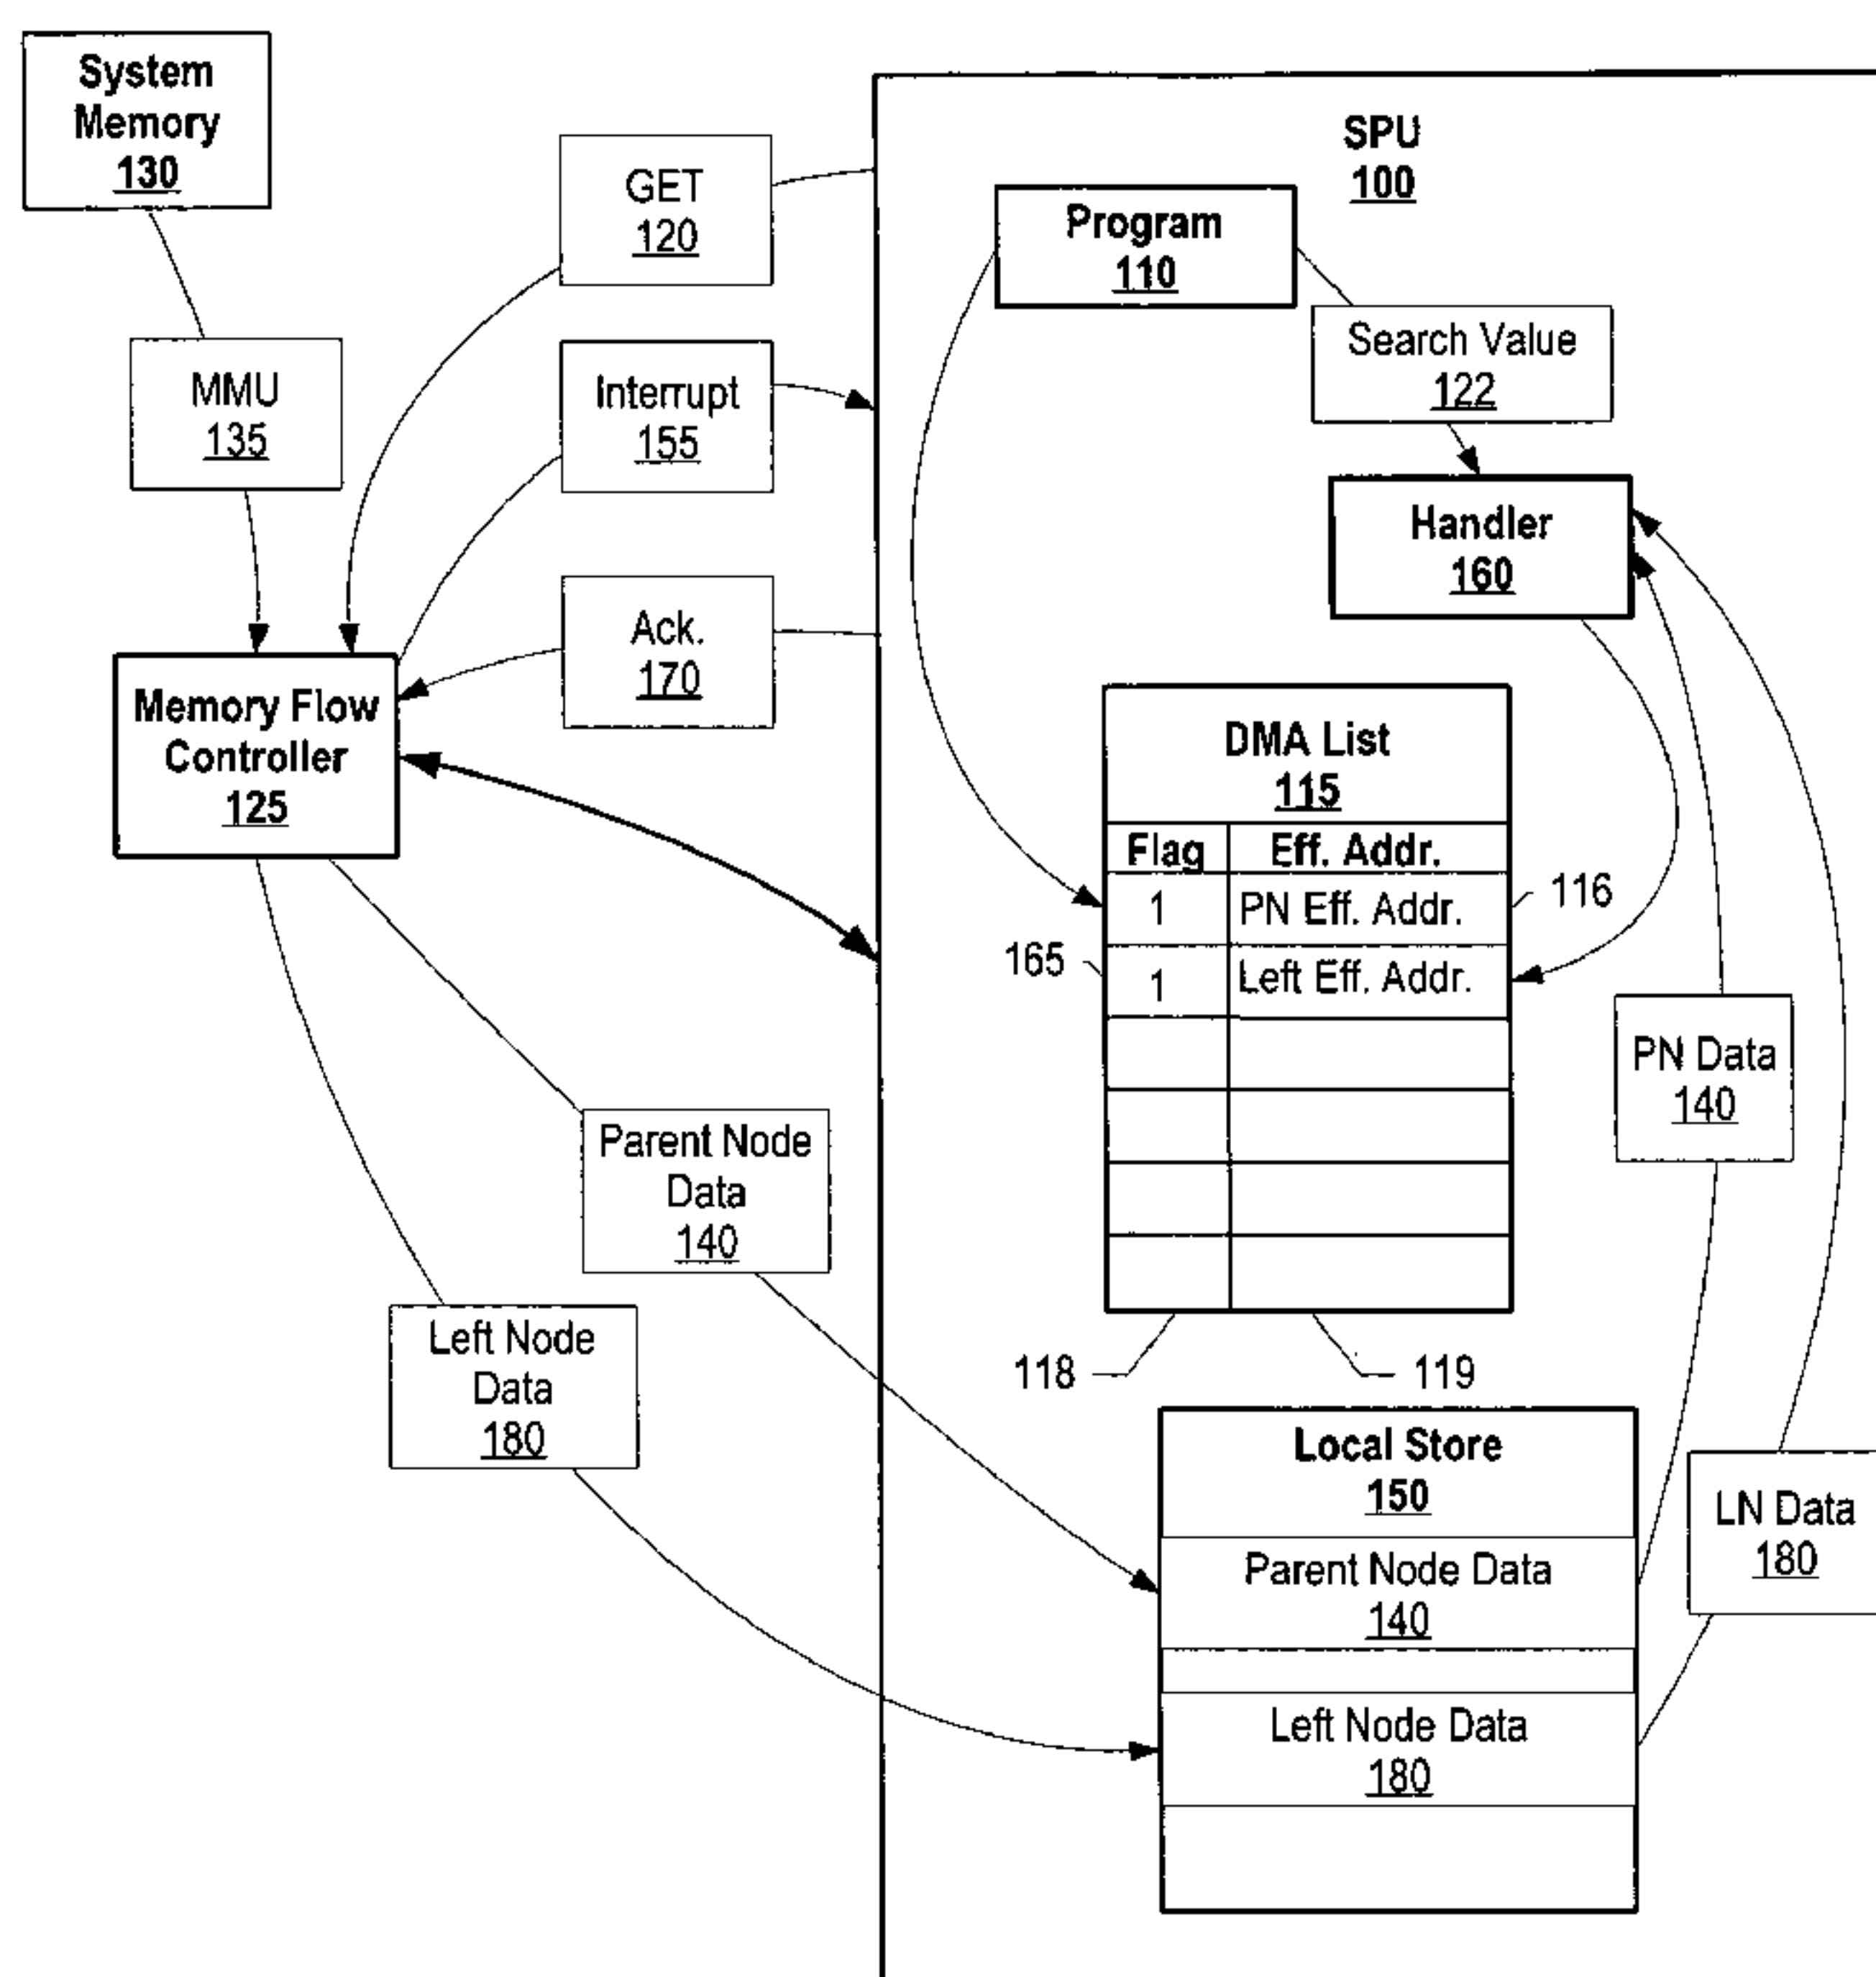 System
Memory
130
GET
120
MMU
135
Interrupt
155
Ack.
170
Memory Flow
Controller
125
Parent Node
Data
140
Left Node
Data
180
SPU
100
Program
110
Search Value
122
Handler
160
DMA List
115
Flag Eff. Addr.
1 PN Eff. Addr.
116
165
1 Left Eff. Addr.
118
119
PN Data
140
Local Store
150
Parent Node Data
140
Left Node Data
180
LN Data
180